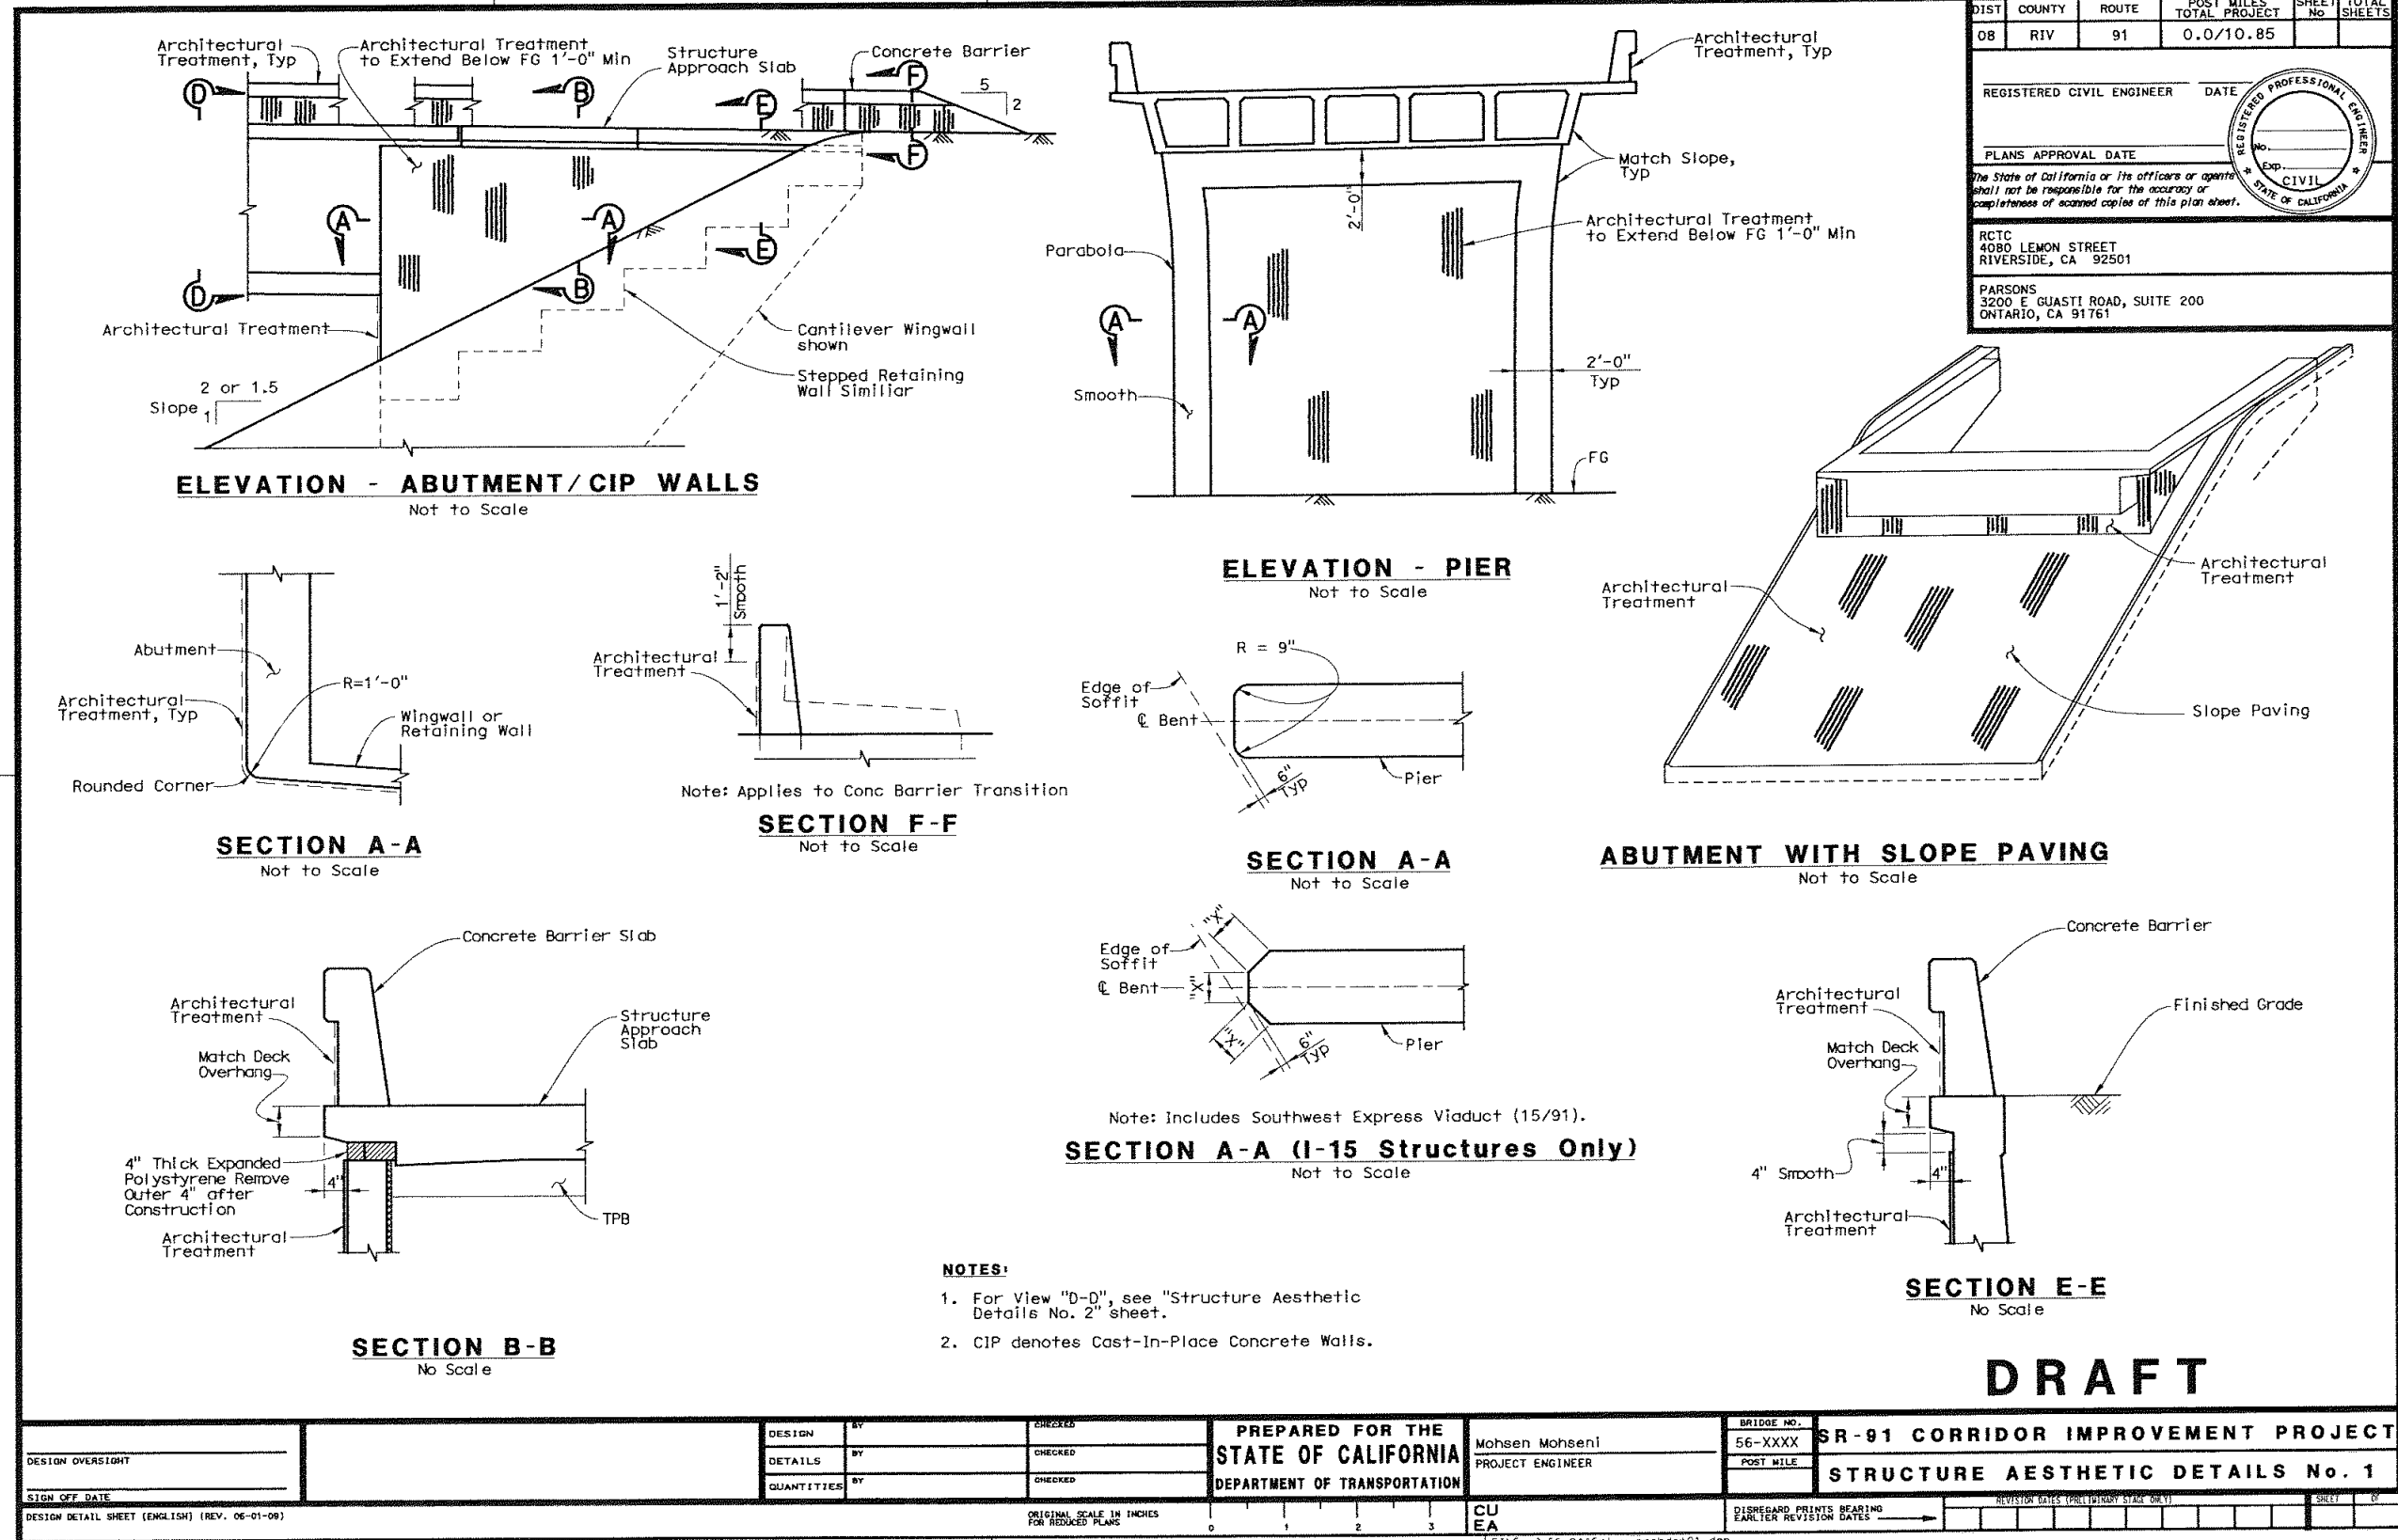 DIST COUNTY ROUTE POST MILES TOTAL PROJECT SHEET No TOTAL SHEETS
08 RIV 91 0.0/10.85
REGISTERED CIVIL ENGINEER DATE
PLANS APPROVAL DATE
The State of California or its officers or agents
shall not be responsible for the accuracy or
completeness of scanned copies of this plan sheet.
REGISTERED PROFESSIONAL ENGINEER
No.
Exp.
CIVIL
STATE OF CALIFORNIA
RCTC
4080 LEMON STREET
RIVERSIDE, CA 92501
PARSONS
3200 E GUASTI ROAD, SUITE 200
ONTARIO, CA 91761
Architectural
Treatment, Typ
Architectural Treatment
to Extend Below FG 1'-0" Min
Structure
Approach Slab
Concrete Barrier
5
2
D
B
E
F
F
A
A
E
D
B
Architectural Treatment
Cantilever Wingwall
shown
Stepped Retaining
Wall Similiar
2 or 1.5
Slope 1
ELEVATION - ABUTMENT/CIP WALLS
Not to Scale
Architectural
Treatment, Typ
Match Slope,
Typ
2'-0"
Architectural Treatment
to Extend Below FG 1'-0" Min
Parabola
A
A
2'-0"
Typ
Smooth
FG
ELEVATION - PIER
Not to Scale
Architectural
Treatment
Architectural
Treatment
Slope Paving
ABUTMENT WITH SLOPE PAVING
Not to Scale
Abutment
R=1'-0"
Architectural
Treatment, Typ
Wingwall or
Retaining Wall
Rounded Corner
SECTION A-A
Not to Scale
1'-2"
Smooth
Architectural
Treatment
Note: Applies to Conc Barrier Transition
SECTION F-F
Not to Scale
R = 9"
Edge of
Soffit
℄ Bent
6"
Typ
Pier
SECTION A-A
Not to Scale
"X"
Edge of
Soffit
℄ Bent
"X"
"X"
6"
Typ
Pier
Note: Includes Southwest Express Viaduct (15/91).
SECTION A-A (I-15 Structures Only)
Not to Scale
Concrete Barrier Slab
Architectural
Treatment
Structure
Approach
Slab
Match Deck
Overhang
4" Thick Expanded
Polystyrene Remove
Outer 4" after
Construction
4"
TPB
Architectural
Treatment
SECTION B-B
No Scale
Concrete Barrier
Architectural
Treatment
Finished Grade
Match Deck
Overhang
4" Smooth
4"
Architectural
Treatment
SECTION E-E
No Scale
NOTES:
1. For View "D-D", see "Structure Aesthetic
Details No. 2" sheet.
2. CIP denotes Cast-In-Place Concrete Walls.
DRAFT
DESIGN OVERSIGHT
SIGN OFF DATE
DESIGN BY CHECKED
DETAILS BY CHECKED
QUANTITIES BY CHECKED
PREPARED FOR THE
STATE OF CALIFORNIA
DEPARTMENT OF TRANSPORTATION
Mohsen Mohseni
PROJECT ENGINEER
BRIDGE NO.
56-XXXX
POST MILE
SR-91 CORRIDOR IMPROVEMENT PROJECT
STRUCTURE AESTHETIC DETAILS No. 1
DESIGN DETAIL SHEET (ENGLISH) (REV. 06-01-09)
ORIGINAL SCALE IN INCHES
FOR REDUCED PLANS
0 1 2 3
CU
EA
DISREGARD PRINTS BEARING
EARLIER REVISION DATES
REVISION DATES (PRELIMINARY STAGE ONLY)
SHEET OF